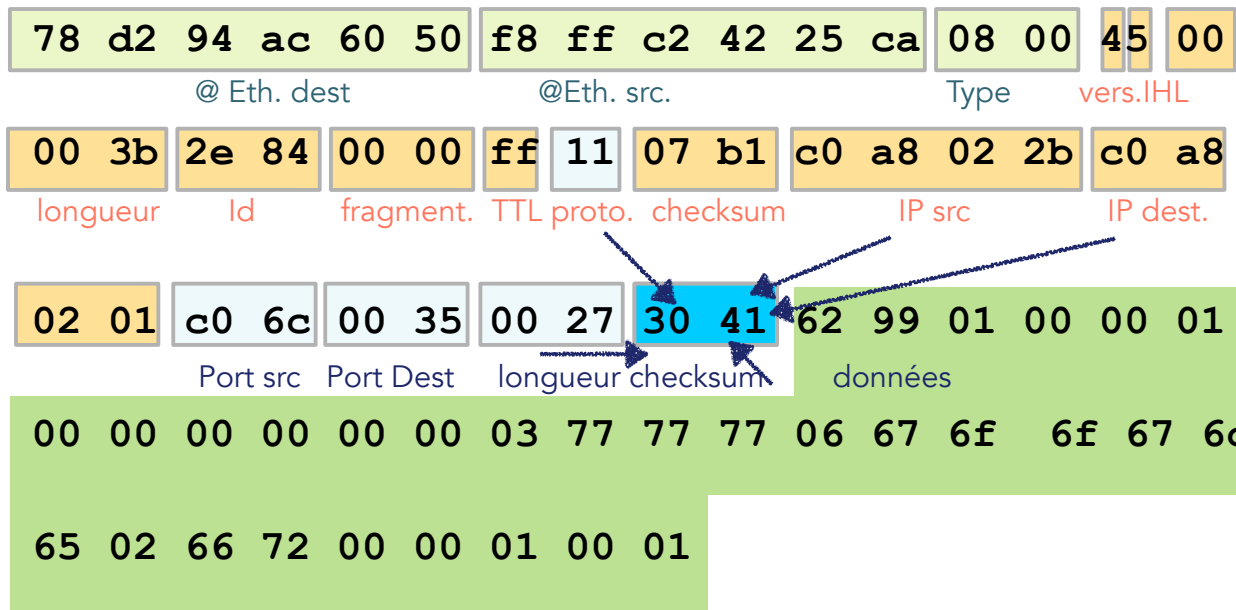 78 d2 94 ac 60 50 f8 ff c2 42 25 ca 08 00 45 00
@ Eth. dest @Eth. src. Type vers.IHL
00 3b 2e 84 00 00 ff 11 07 b1 c0 a8 02 2b c0 a8
longueur Id fragment. TTL proto. checksum IP src IP dest.
02 01 c0 6c 00 35 00 27 30 41 62 99 01 00 00 01
Port src Port Dest longueur checksum données
00 00 00 00 00 00 03 77 77 77 06 67 6f 6f 67 6c
65 02 66 72 00 00 01 00 01